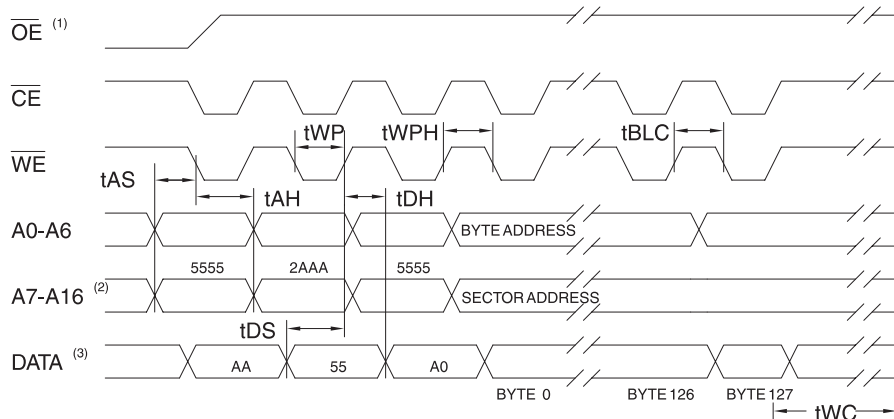 OE (1)
CE
tWP tWPH tBLC
WE
tAS
tAH tDH
A0-A6 BYTE ADDRESS
5555 2AAA 5555
A7-A16 (2) SECTOR ADDRESS
tDS
DATA (3) AA 55 A0
BYTE 0 BYTE 126 BYTE 127
tWC